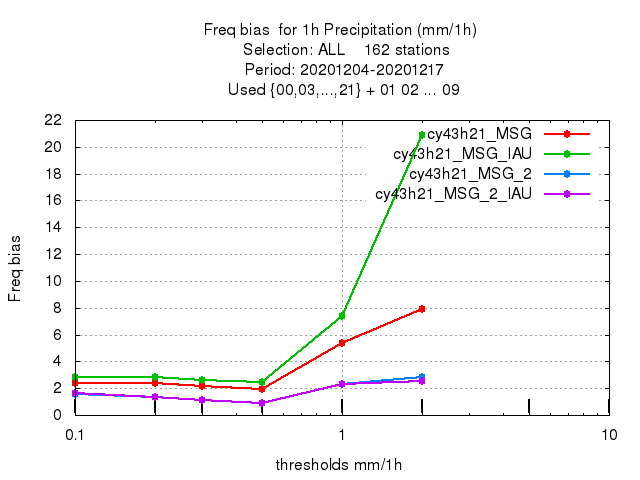 Freq bias  for 1h Precipitation (mm/1h)
Selection: ALL    162 stations
Period: 20201204-20201217
Used {00,03,...,21} + 01 02 ... 09
cy43h21_MSG
cy43h21_MSG_IAU
cy43h21_MSG_2
cy43h21_MSG_2_IAU
22
20
18
16
14
12
10
8
6
4
2
0
Freq bias
0.1
1
10
thresholds mm/1h